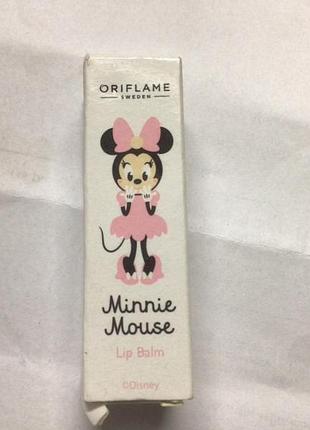 ORIFLAME
SWEDEN
Minnie
Mouse
Lip Balm
©Disney